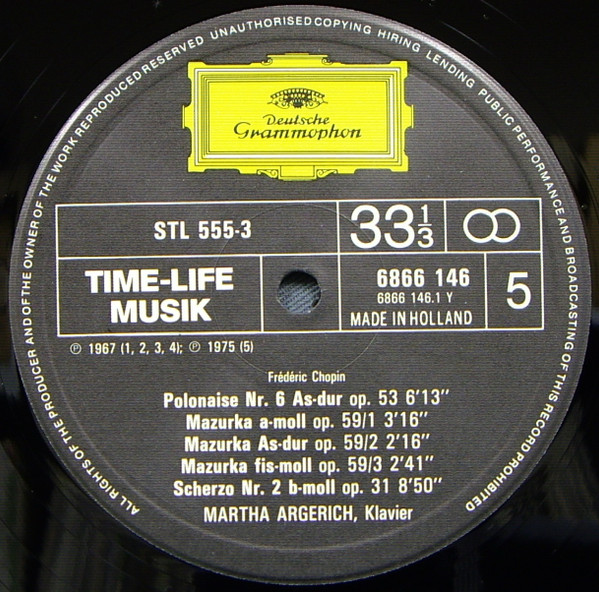 ALL RIGHTS OF THE PRODUCER AND OF THE OWNER OF THE WORK REPRODUCED RESERVED UNAUTHORISED COPYING HIRING LENDING PUBLIC PERFORMANCE AND BROADCASTING OF THIS RECORD PROHIBITED
Deutsche
Grammophon
STL 555-3
33 1/3
TIME-LIFE
MUSIK
6866 146
6866 146.1 Y
MADE IN HOLLAND
5
℗ 1967 (1, 2, 3, 4); ℗ 1975 (5)
Frédéric Chopin
Polonaise Nr. 6 As-dur op. 53 6'13"
Mazurka a-moll op. 59/1 3'16"
Mazurka As-dur op. 59/2 2'16"
Mazurka fis-moll op. 59/3 2'41"
Scherzo Nr. 2 b-moll op. 31 8'50"
MARTHA ARGERICH, Klavier